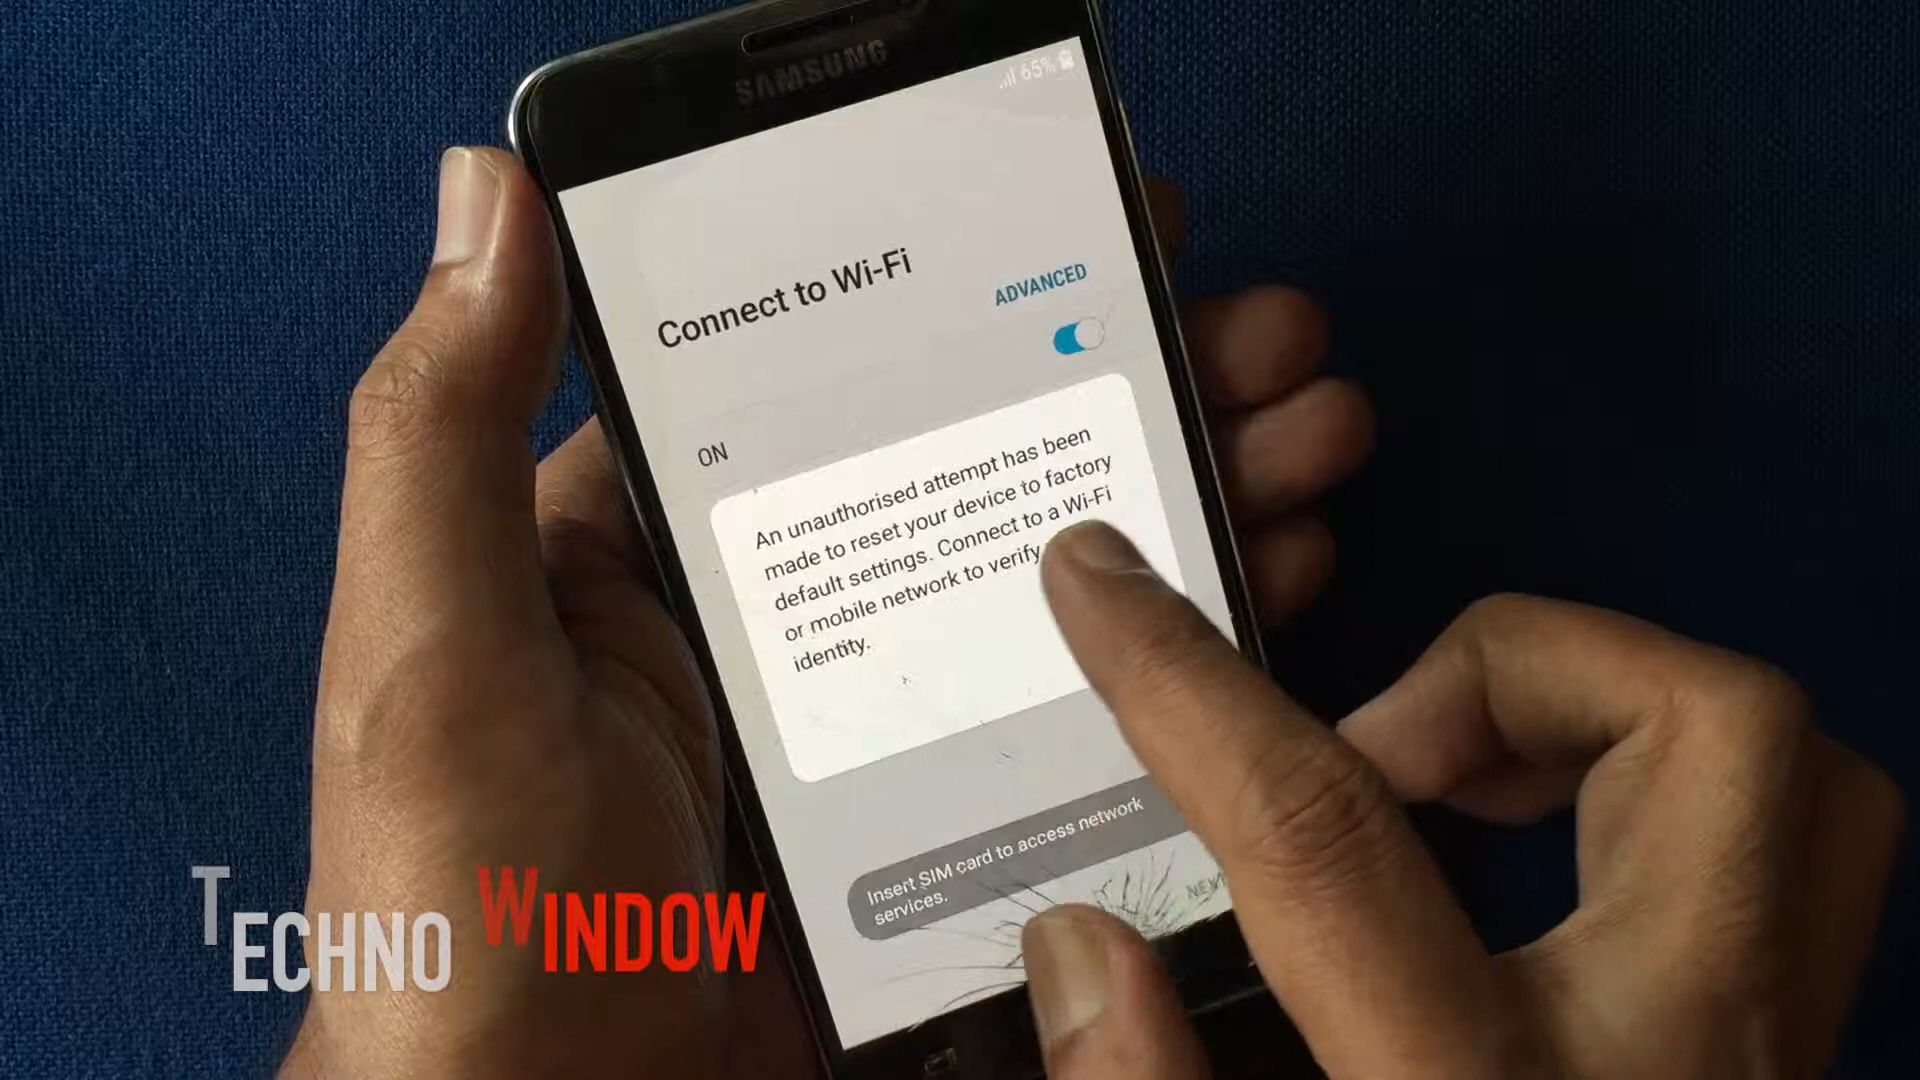 SAMSUNG
65%
Connect to Wi-Fi
ADVANCED
ON
An unauthorised attempt has been
made to reset your device to factory
default settings. Connect to a Wi-Fi
or mobile network to verify
identity.
Insert SIM card to access network
services.
TECHNO WINDOW